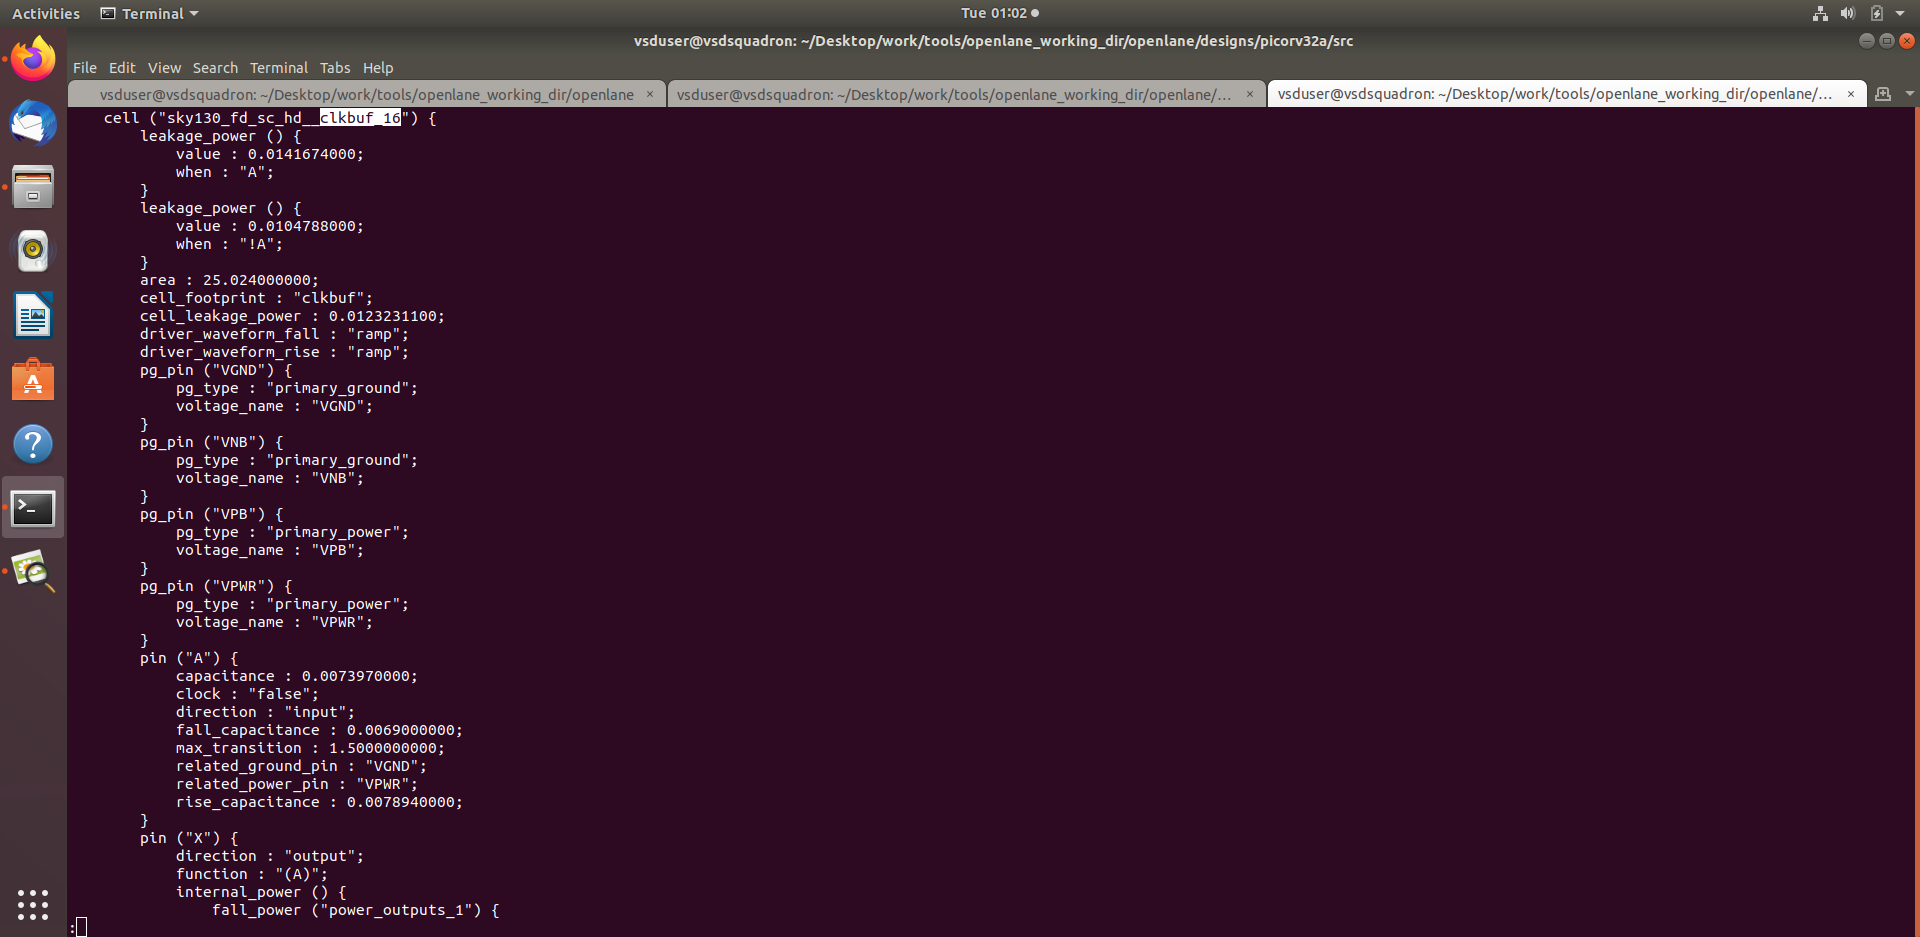 Activities
Terminal
Tue 01:02
vsduser@vsdsquadron: ~/Desktop/work/tools/openlane_working_dir/openlane/designs/picorv32a/src
File Edit View Search Terminal Tabs Help
vsduser@vsdsquadron: ~/Desktop/work/tools/openlane_working_dir/openlane ×
vsduser@vsdsquadron: ~/Desktop/work/tools/openlane_working_dir/openlane/... ×
vsduser@vsdsquadron: ~/Desktop/work/tools/openlane_working_dir/openlane/... ×
cell ("sky130_fd_sc_hd__clkbuf_16") {
leakage_power () {
value : 0.0141674000;
when : "A";
}
leakage_power () {
value : 0.0104788000;
when : "!A";
}
area : 25.024000000;
cell_footprint : "clkbuf";
cell_leakage_power : 0.0123231100;
driver_waveform_fall : "ramp";
driver_waveform_rise : "ramp";
pg_pin ("VGND") {
pg_type : "primary_ground";
voltage_name : "VGND";
}
pg_pin ("VNB") {
pg_type : "primary_ground";
voltage_name : "VNB";
}
pg_pin ("VPB") {
pg_type : "primary_power";
voltage_name : "VPB";
}
pg_pin ("VPWR") {
pg_type : "primary_power";
voltage_name : "VPWR";
}
pin ("A") {
capacitance : 0.0073970000;
clock : "false";
direction : "input";
fall_capacitance : 0.0069000000;
max_transition : 1.5000000000;
related_ground_pin : "VGND";
related_power_pin : "VPWR";
rise_capacitance : 0.0078940000;
}
pin ("X") {
direction : "output";
function : "(A)";
internal_power () {
fall_power ("power_outputs_1") {
: